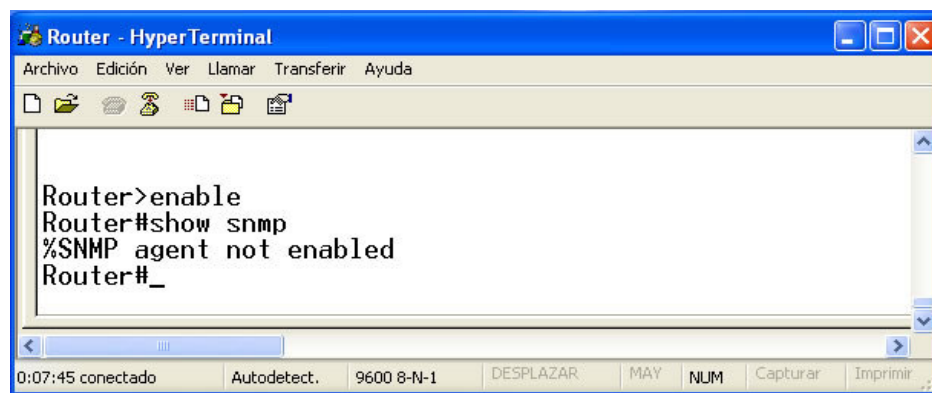 Router - HyperTerminal
Archivo Edición Ver Llamar Transferir Ayuda
Router>enable
Router#show snmp
%SNMP agent not enabled
Router#_
0:07:45 conectado Autodetect. 9600 8-N-1 DESPLAZAR MAY NUM Capturar Imprimir